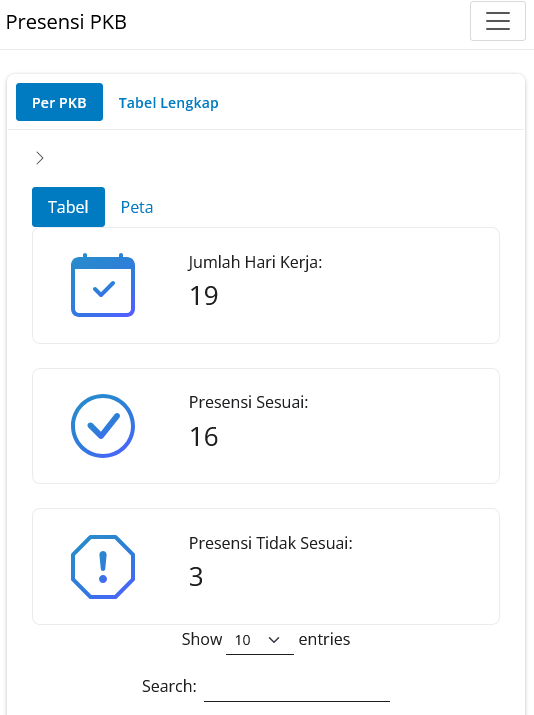 Presensi PKB
Per PKB Tabel Lengkap
Tabel Peta
Jumlah Hari Kerja:
19
Presensi Sesuai:
16
Presensi Tidak Sesuai:
3
Show 10 entries
Search: